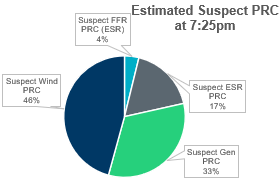 Estimated Suspect PRC
at 7:25pm
Suspect FFR
PRC (ESR)
4%
Suspect ESR
PRC
17%
Suspect Wind
PRC
46%
Suspect Gen
PRC
33%